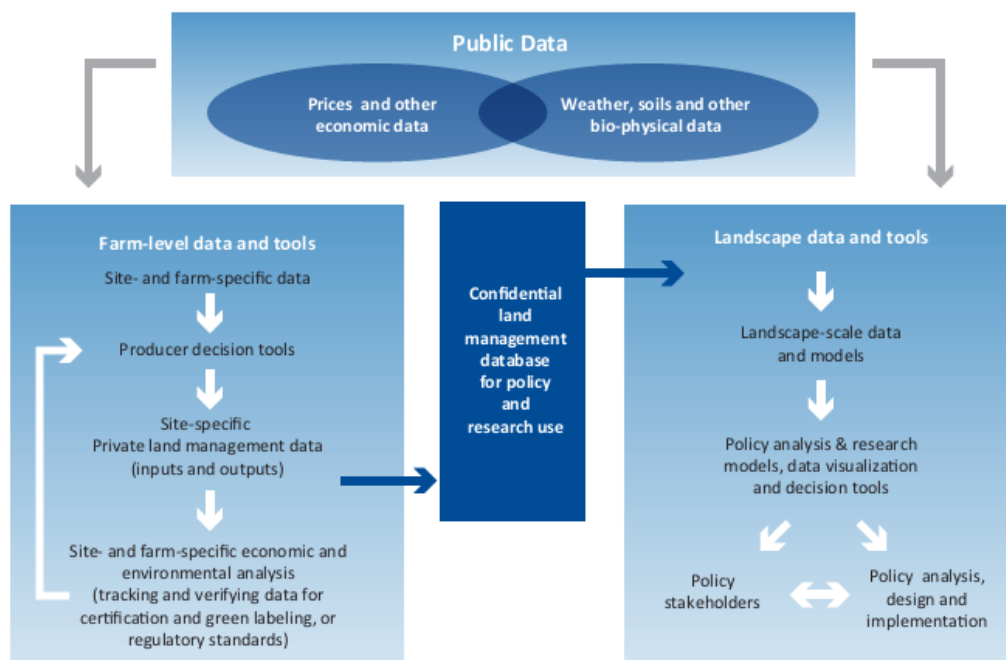 Public Data
Prices and other
economic data
Weather, soils and other
bio-physical data
Farm-level data and tools
Site- and farm-specific data
Producer decision tools
Site-specific
Private land management data
(inputs and outputs)
Site- and farm-specific economic and
environmental analysis
(tracking and verifying data for
certification and green labeling, or
regulatory standards)
Confidential
land
management
database
for policy
and
research use
Landscape data and tools
Landscape-scale data
and models
Policy analysis & research
models, data visualization
and decision tools
Policy
stakeholders
Policy analysis,
design and
implementation